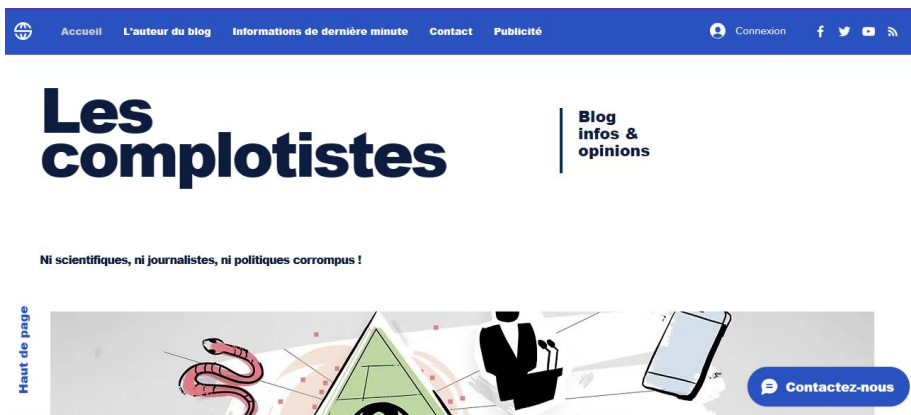 Accueil L'auteur du blog Informations de dernière minute Contact Publicité Connexion
Les
complotistes
Blog
infos &
opinions
Ni scientifiques, ni journalistes, ni politiques corrompus !
Haut de page
Contactez-nous